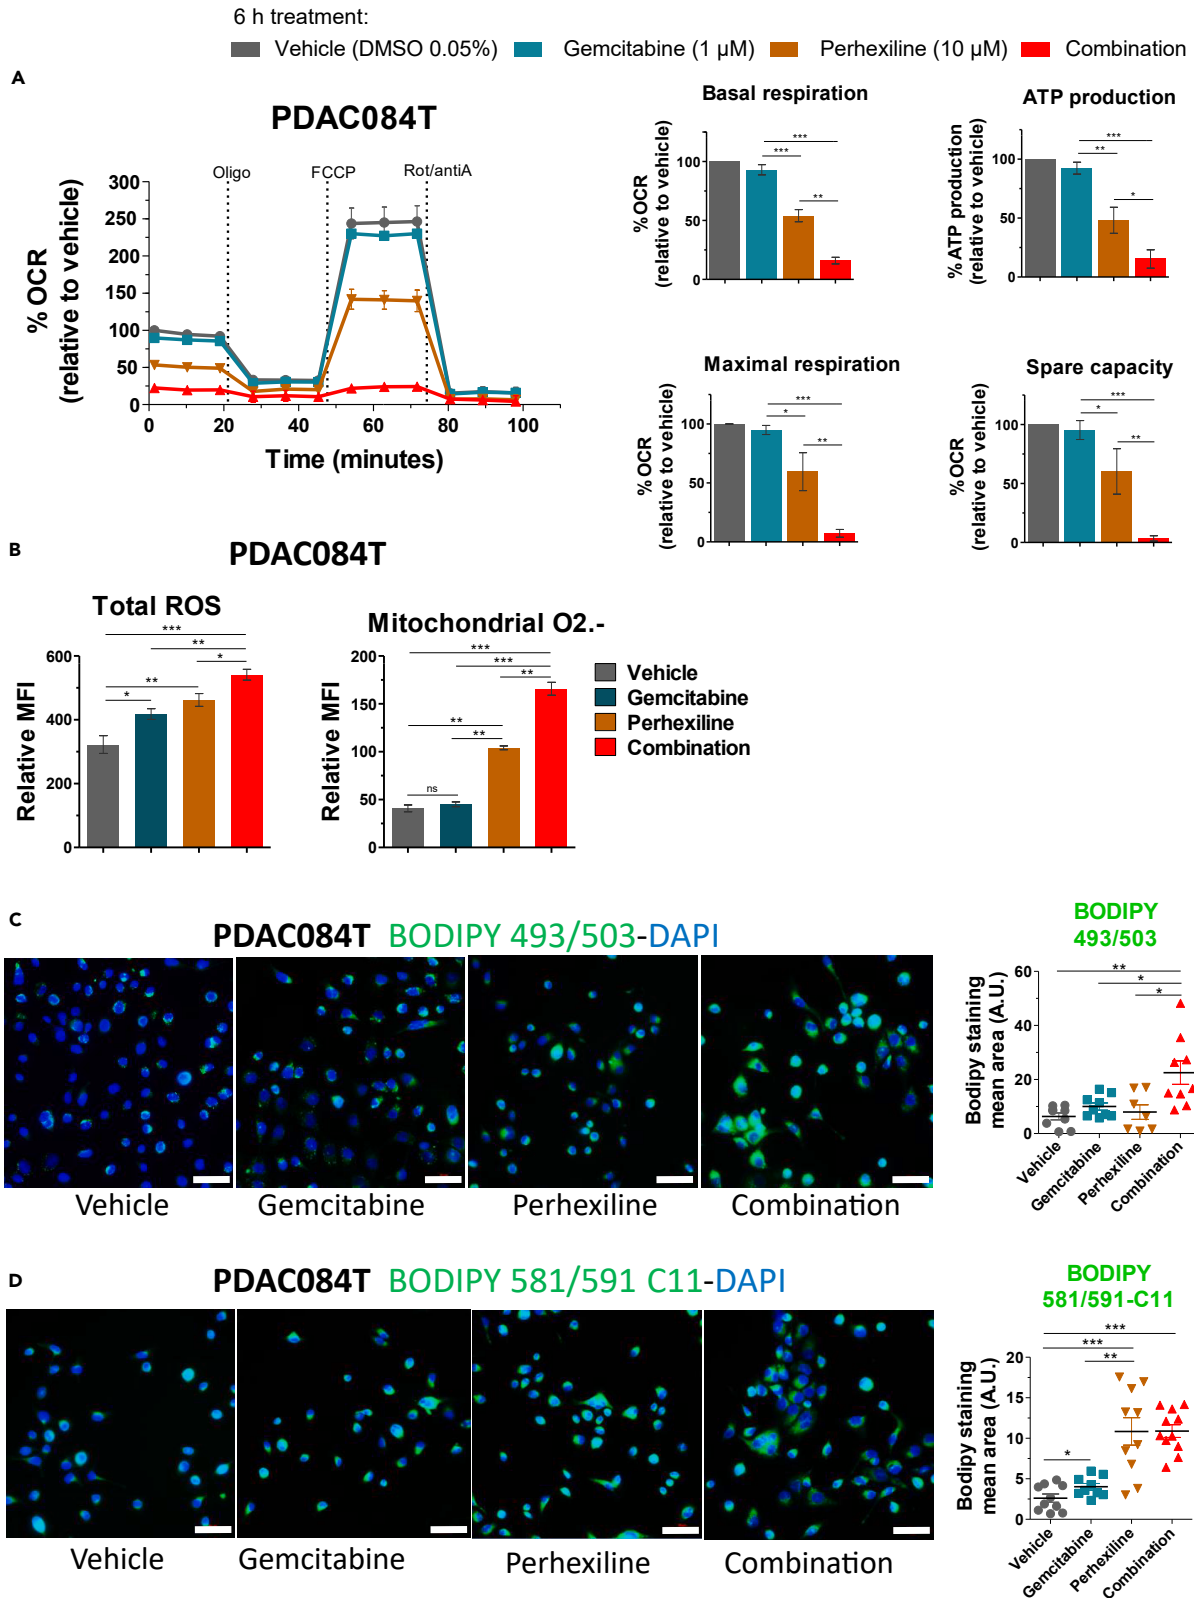 6 h treatment:
Vehicle (DMSO 0.05%) Gemcitabine (1 µM) Perhexiline (10 µM) Combination
A
PDAC084T
Oligo FCCP Rot/antiA
300
250
200
150
100
50
0
% OCR
(relative to vehicle)
0 20 40 60 80 100
Time (minutes)
Basal respiration
%OCR
(relative to vehicle)
100
50
0
***
***
**
ATP production
%ATP production
(relative to vehicle)
100
50
0
***
**
*
Maximal respiration
%OCR
(relative to vehicle)
100
50
0
***
*
**
Spare capacity
%OCR
(relative to vehicle)
100
50
0
***
*
**
B
PDAC084T
Total ROS
Relative MFI
600
400
200
0
***
**
*
**
*
Mitochondrial O2.-
Relative MFI
200
150
100
50
0
***
***
**
**
**
ns
Vehicle
Gemcitabine
Perhexiline
Combination
C
PDAC084T BODIPY 493/503-DAPI
Vehicle Gemcitabine Perhexiline Combination
BODIPY
493/503
Bodipy staining
mean area (A.U.)
60
40
20
0
**
*
*
Vehicle
Gemcitabine
Perhexiline
Combination
D
PDAC084T BODIPY 581/591 C11-DAPI
Vehicle Gemcitabine Perhexiline Combination
BODIPY
581/591-C11
Bodipy staining
mean area (A.U.)
20
15
10
5
0
***
***
**
*
Vehicle
Gemcitabine
Perhexiline
Combination